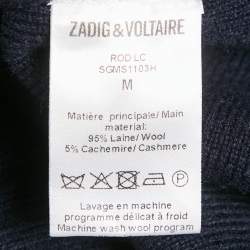 ZADIG & VOLTAIRE
ROD LC
SGMS1103H
M
Matière principale/Main
material:
95% Laine/Wool
5% Cachemire/Cashmere
P
Lavage en machine
programme délicat à froid
Machine wash wool program